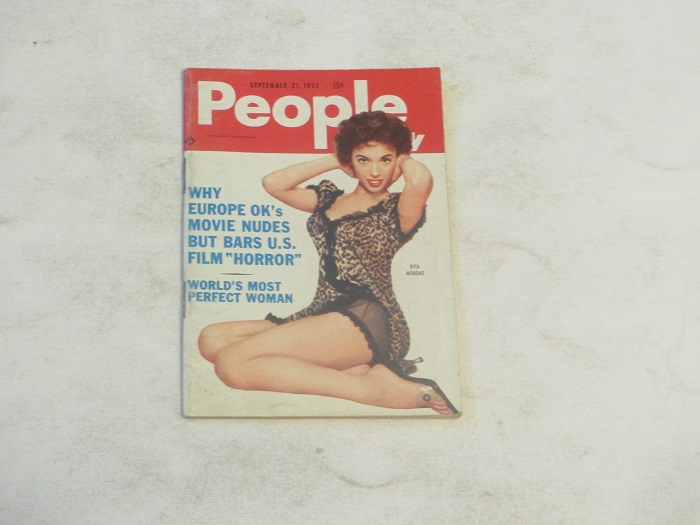 SEPTEMBER 21, 1955 15¢
People
WHY
EUROPE OK's
MOVIE NUDES
BUT BARS U.S.
FILM "HORROR"
WORLD'S MOST
PERFECT WOMAN
RITA
MORENO